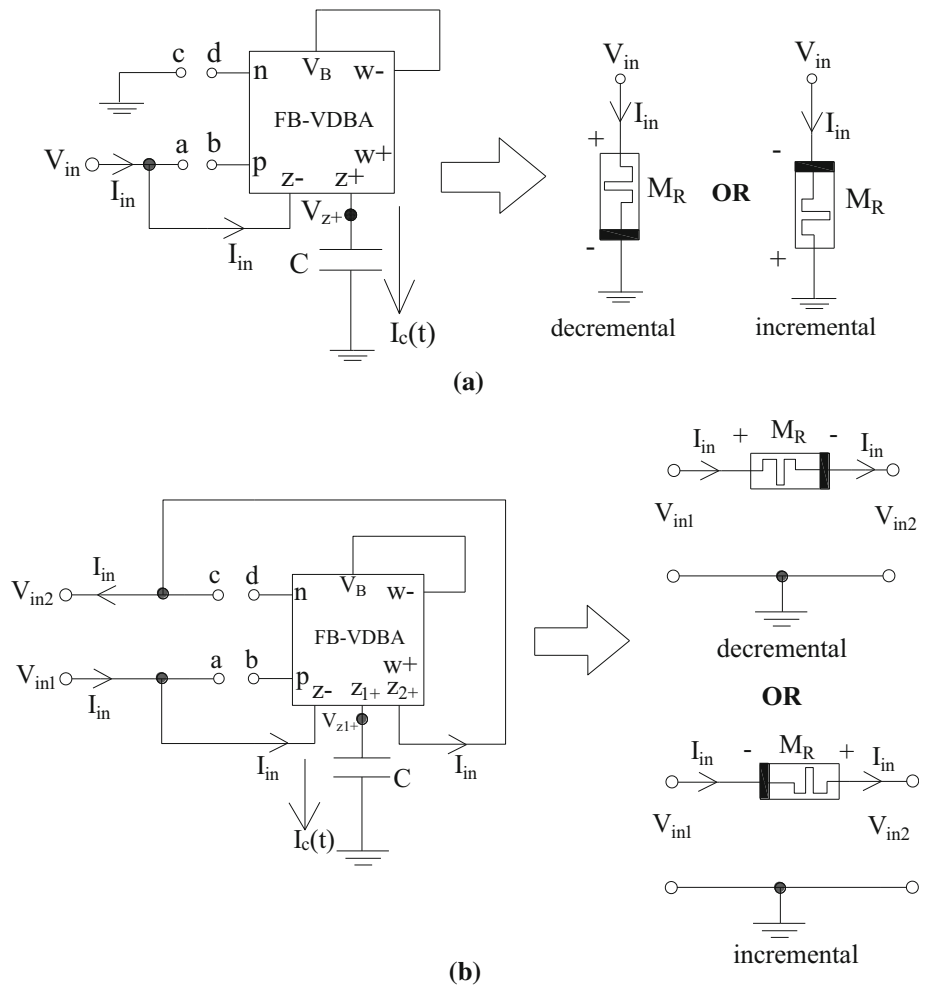 c d n V_B w-
FB-VDBA
V_in a b p w+
I_in z- z+
V_z+
I_in C
I_c(t)
V_in
I_in
+
M_R
-
decremental
OR
V_in
I_in
-
M_R
+
incremental
(a)
V_in2 I_in c d n V_B w-
FB-VDBA
V_in1 a b p w+
I_in z- z_1+ z_2+
V_z1+
I_in C I_in
I_c(t)
I_in + M_R - I_in
V_in1 V_in2
decremental
OR
I_in - M_R + I_in
V_in1 V_in2
incremental
(b)